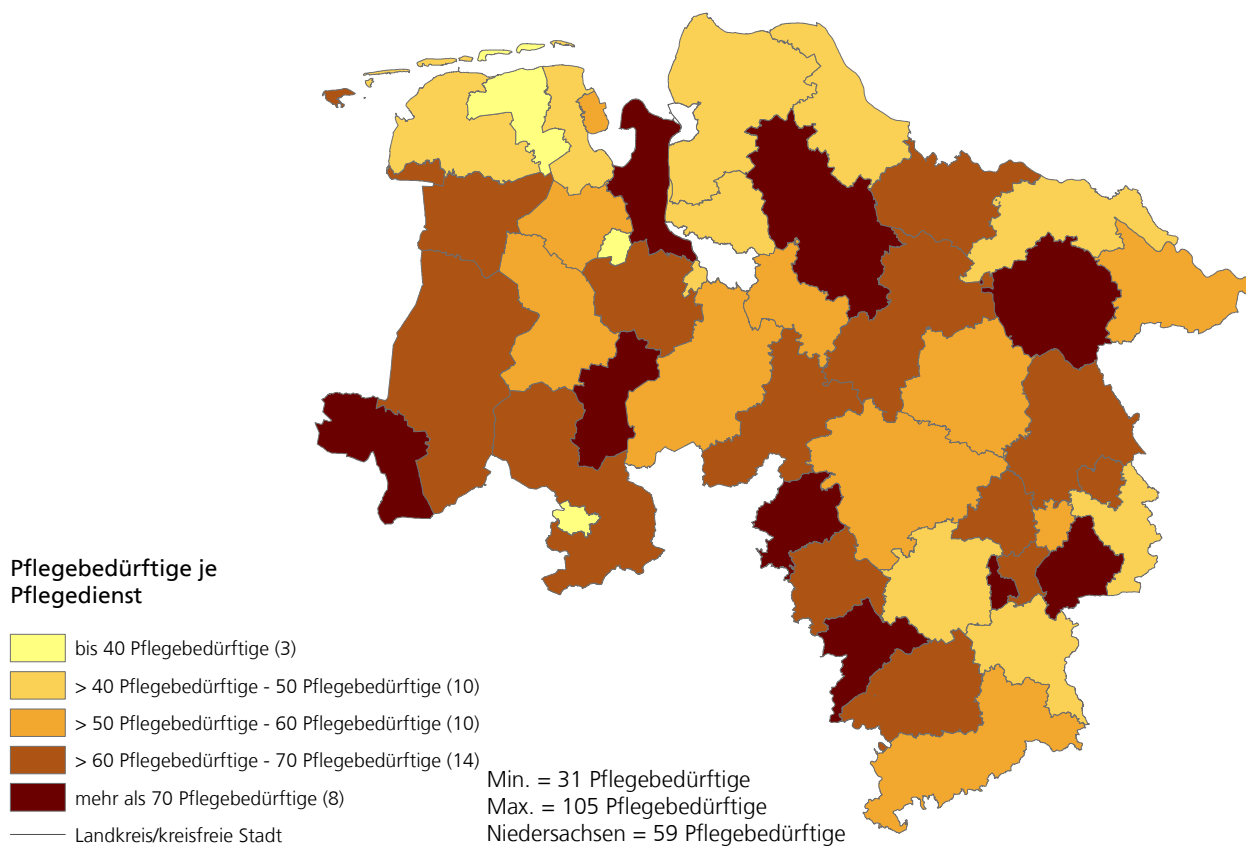 Pflegebedürftige je
Pflegedienst
bis 40 Pflegebedürftige (3)
> 40 Pflegebedürftige - 50 Pflegebedürftige (10)
> 50 Pflegebedürftige - 60 Pflegebedürftige (10)
> 60 Pflegebedürftige - 70 Pflegebedürftige (14)
mehr als 70 Pflegebedürftige (8)
Landkreis/kreisfreie Stadt
Min. = 31 Pflegebedürftige
Max. = 105 Pflegebedürftige
Niedersachsen = 59 Pflegebedürftige